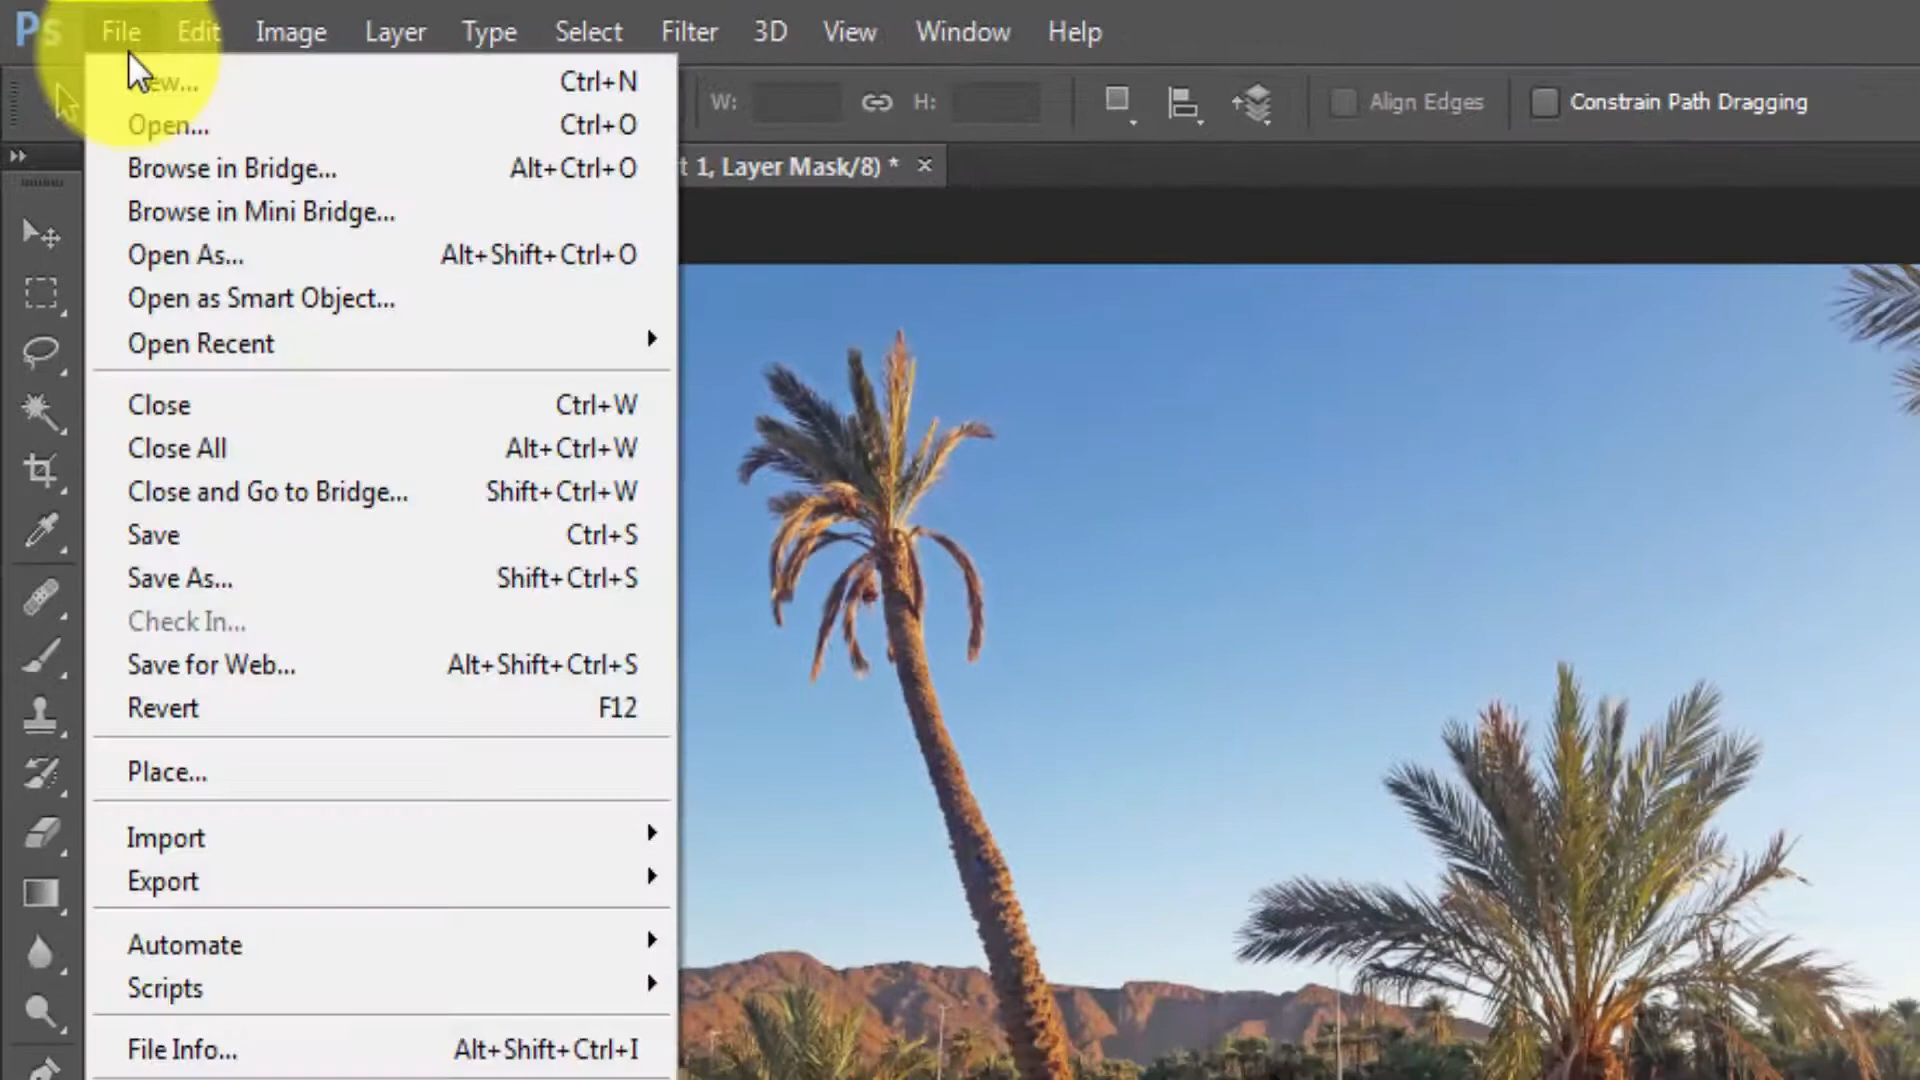 Ps File Edit Image Layer Type Select Filter 3D View Window Help
W: H: Align Edges Constrain Path Dragging
t 1, Layer Mask/8) * ×
New... Ctrl+N
Open... Ctrl+O
Browse in Bridge... Alt+Ctrl+O
Browse in Mini Bridge...
Open As... Alt+Shift+Ctrl+O
Open as Smart Object...
Open Recent
Close Ctrl+W
Close All Alt+Ctrl+W
Close and Go to Bridge... Shift+Ctrl+W
Save Ctrl+S
Save As... Shift+Ctrl+S
Check In...
Save for Web... Alt+Shift+Ctrl+S
Revert F12
Place...
Import
Export
Automate
Scripts
File Info... Alt+Shift+Ctrl+I